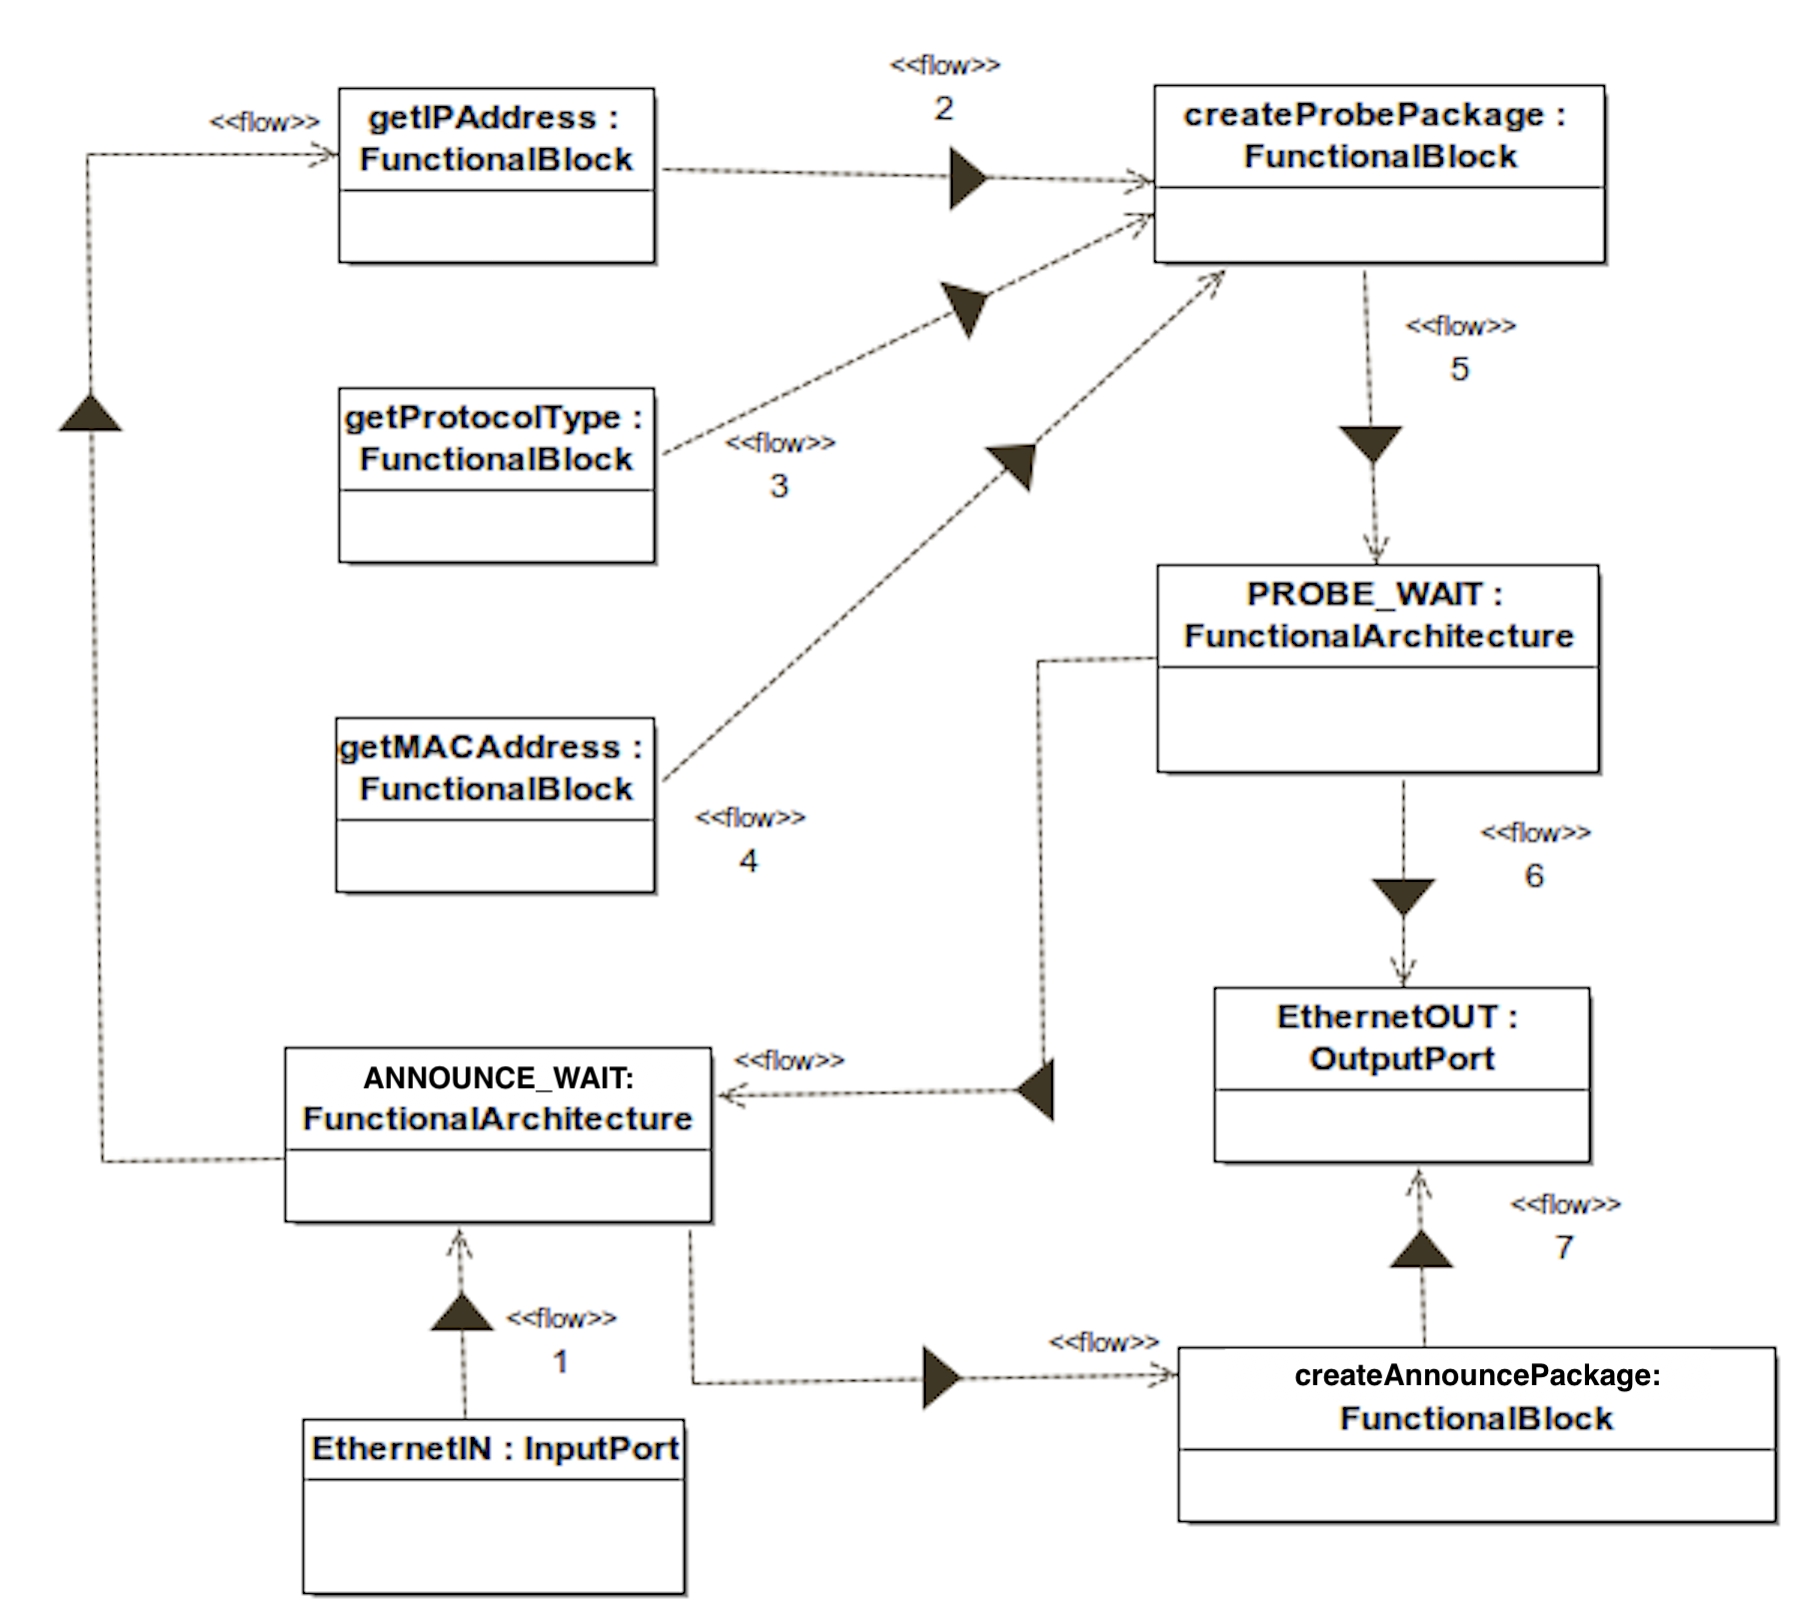 <<flow>>
2
<<flow>>
getIPAddress :
FunctionalBlock
createProbePackage :
FunctionalBlock
<<flow>>
5
getProtocolType :
FunctionalBlock
<<flow>>
3
PROBE_WAIT :
FunctionalArchitecture
getMACAddress :
FunctionalBlock
<<flow>>
4
<<flow>>
6
EthernetOUT :
OutputPort
ANNOUNCE_WAIT:
FunctionalArchitecture
<<flow>>
<<flow>>
7
<<flow>>
1
<<flow>>
createAnnouncePackage:
FunctionalBlock
EthernetIN : InputPort